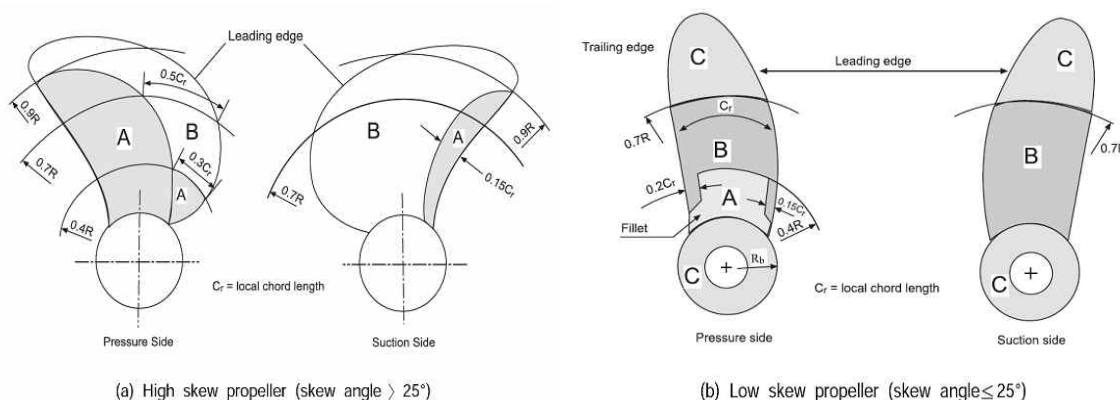 Leading edge
0.5Cr
0.9R
A
B
0.3Cr
0.7R
A
0.4R
Cr = local chord length
Pressure Side
B
A
0.9R
0.15Cr
0.7R
Suction Side
(a) High skew propeller (skew angle 〉 25°)
Trailing edge
C
Leading edge
C
Cr
0.7R
0.7
B
B
0.2Cr
A
0.15Cr
Fillet
0.4R
C
Rb
C
Cr = local chord length
Pressure side
Suction side
(b) Low skew propeller (skew angle≤25°)